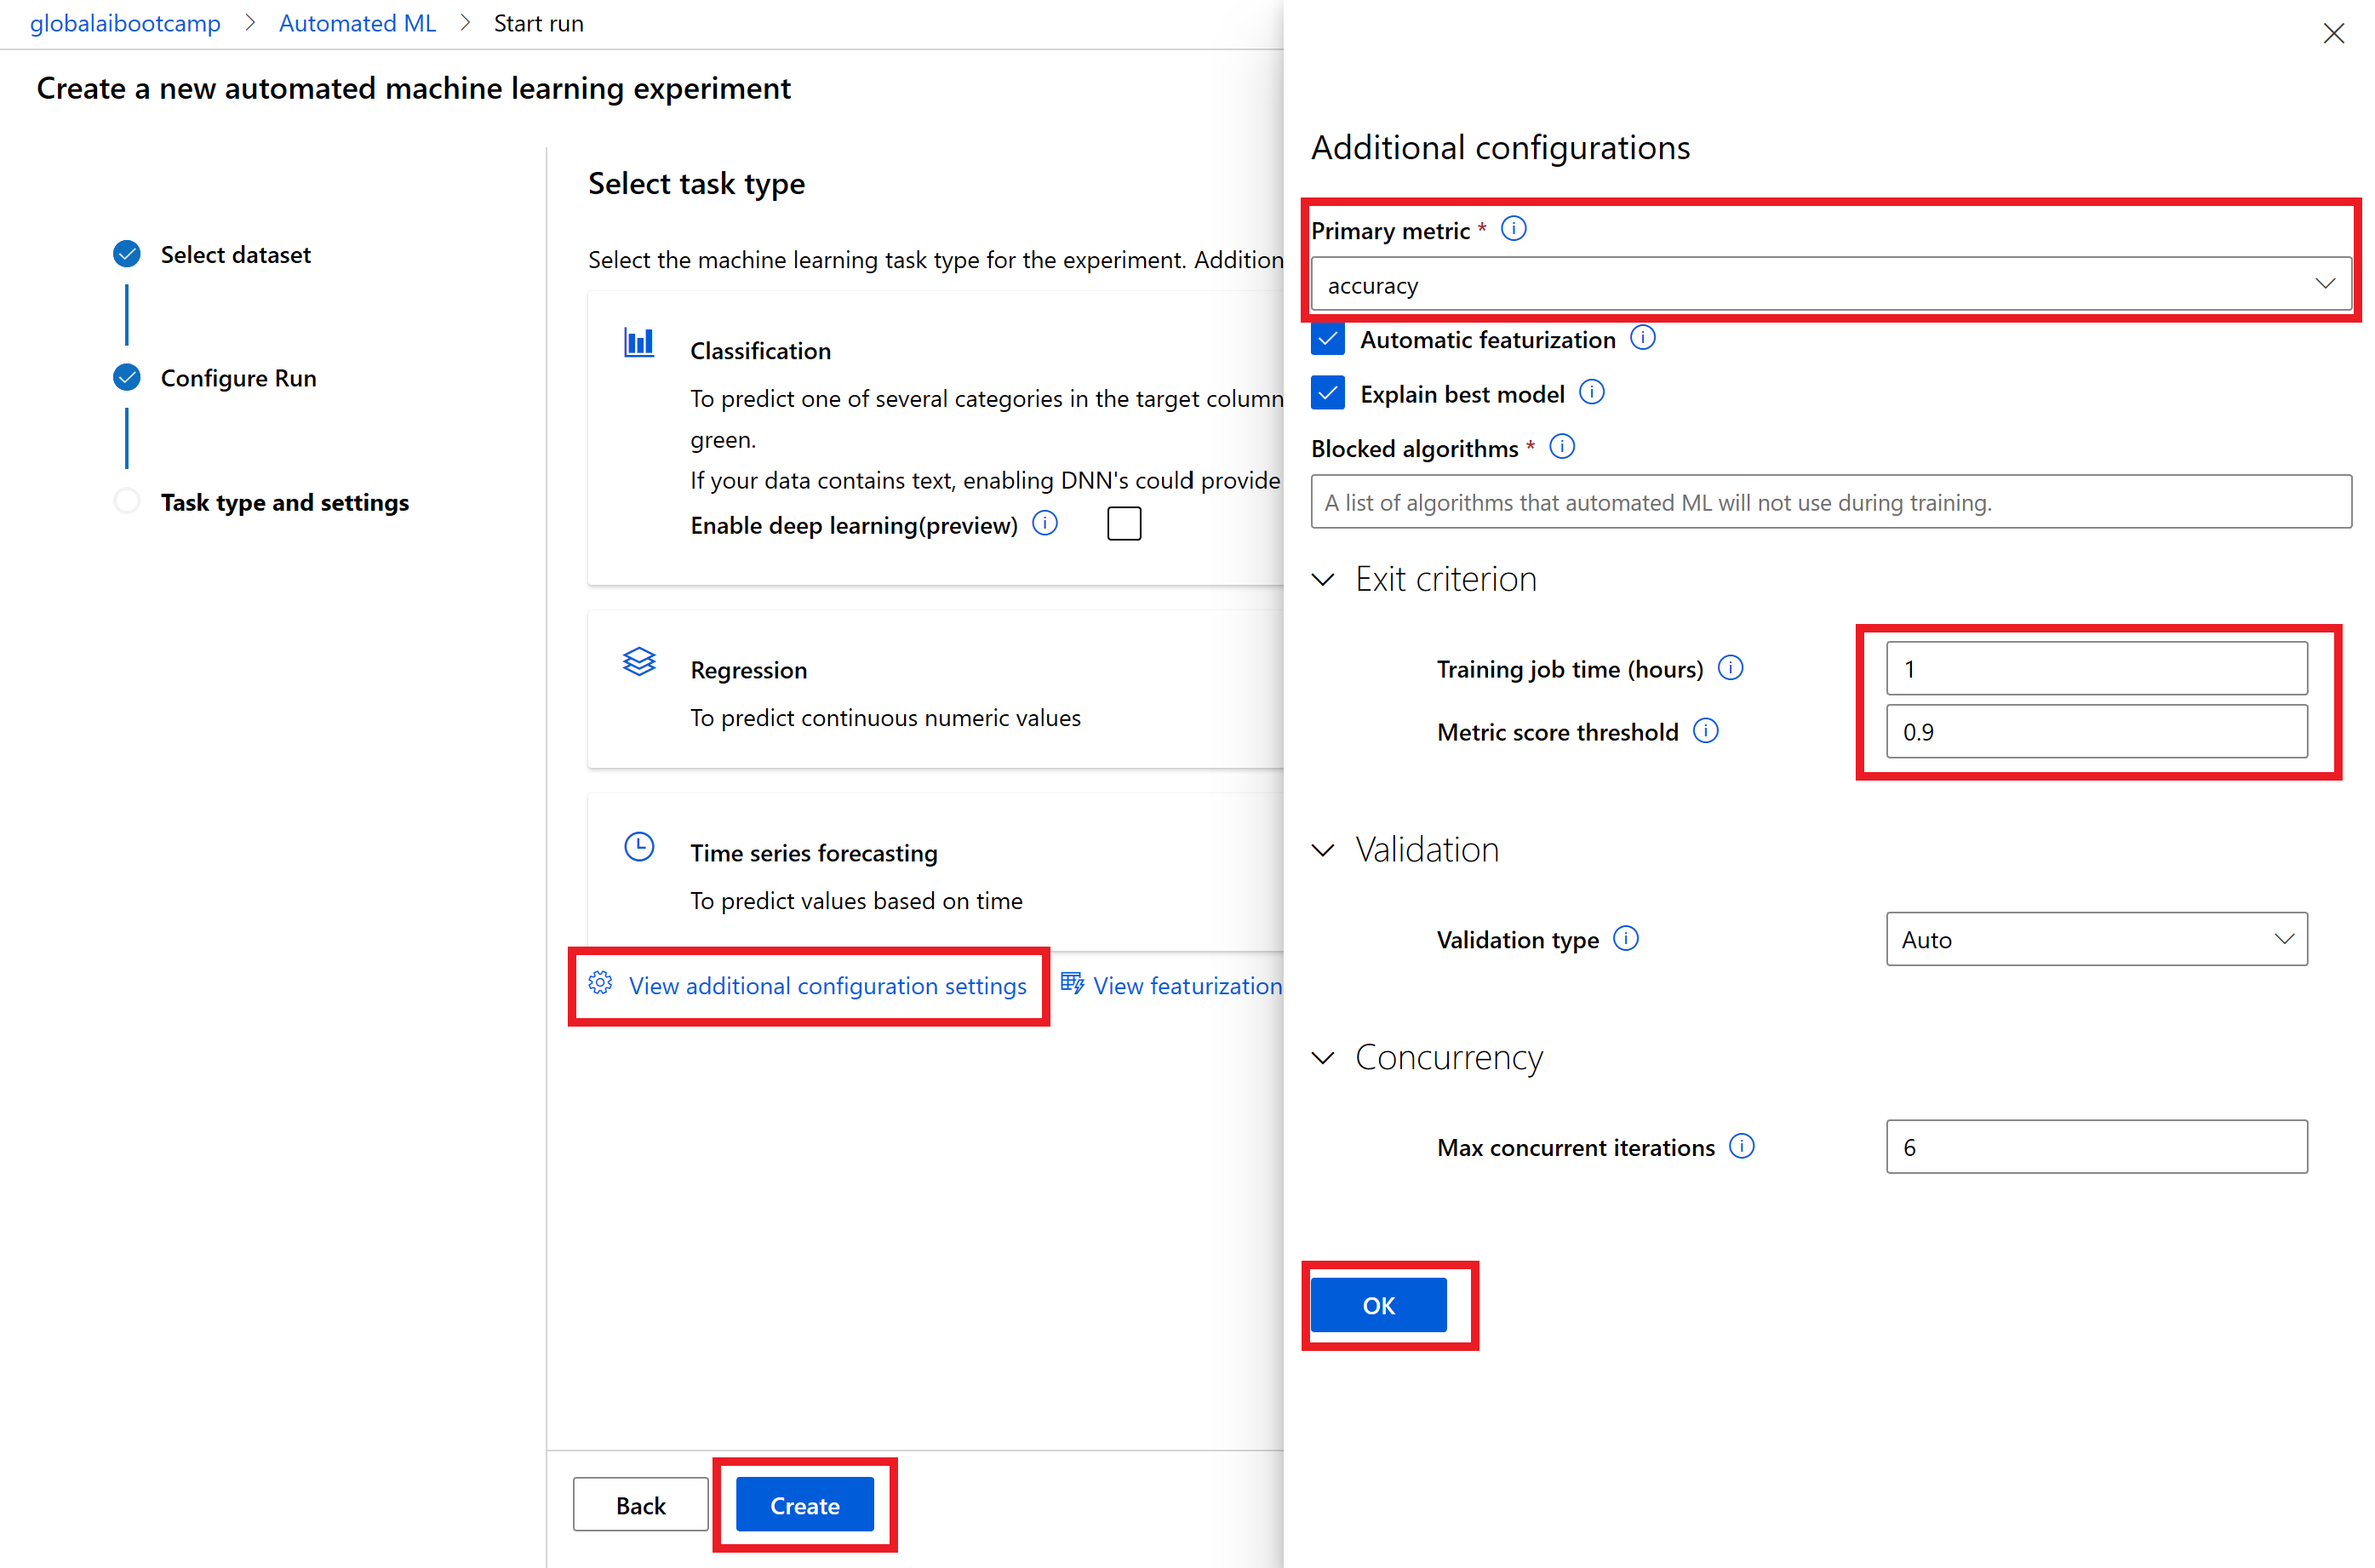 globalaibootcamp > Automated ML > Start run
Create a new automated machine learning experiment
Select dataset
Configure Run
Task type and settings
Select task type
Select the machine learning task type for the experiment. Addition
Classification
To predict one of several categories in the target column
green.
If your data contains text, enabling DNN's could provide
Enable deep learning(preview)
Regression
To predict continuous numeric values
Time series forecasting
To predict values based on time
View additional configuration settings View featurization
Back Create
Additional configurations
Primary metric *
accuracy
Automatic featurization
Explain best model
Blocked algorithms *
A list of algorithms that automated ML will not use during training.
Exit criterion
Training job time (hours) 1
Metric score threshold 0.9
Validation
Validation type Auto
Concurrency
Max concurrent iterations 6
OK